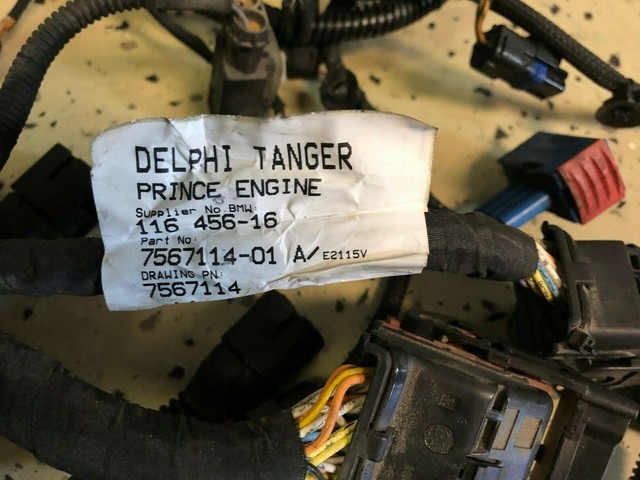 DELPHI TANGER
PRINCE ENGINE
Supplier No.BMW:
116 456-16
Part No:
7567114-01 A/ E2115V
DRAWING PN:
7567114